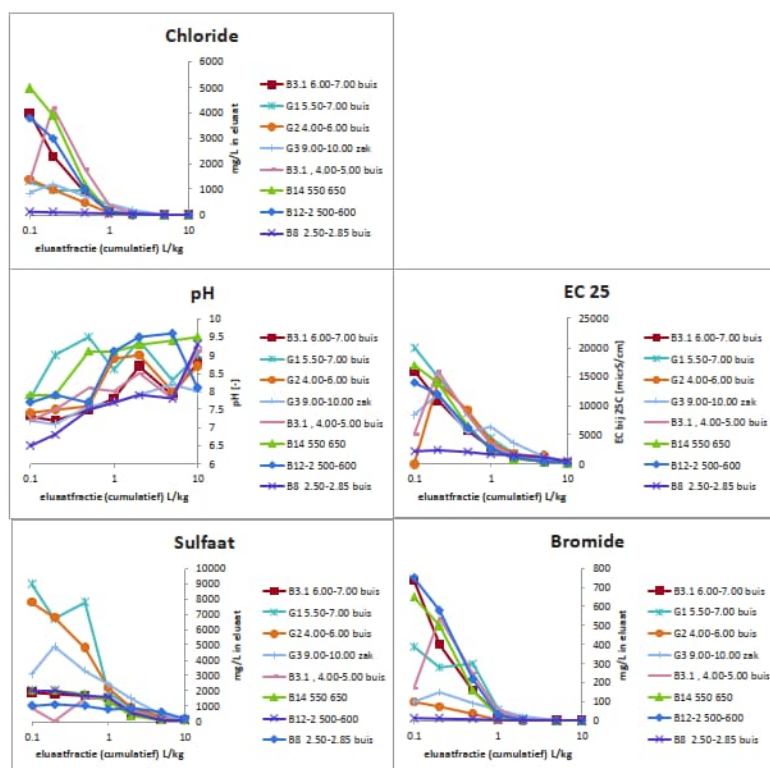 Chloride
6000
5000
4000
3000
2000
1000
0
mg/L in eluaat
0.1 1 10
eluaatfractie (cumulatief) L/kg
B3.1 6.00-7.00 buis
G1 5.50-7.00 buis
G2 4.00-6.00 buis
G3 9.00-10.00 zak
B3.1 , 4.00-5.00 buis
B14 550 650
B12-2 500-600
B8 2.50-2.85 buis
pH
10
9.5
9
8.5
8
7.5
7
6.5
6
pH [-]
0.1 1 10
eluaatfractie (cumulatief) L/kg
B3.1 6.00-7.00 buis
G1 5.50-7.00 buis
G2 4.00-6.00 buis
G3 9.00-10.00 zak
B3.1 , 4.00-5.00 buis
B14 550 650
B12-2 500-600
B8 2.50-2.85 buis
EC 25
25000
20000
15000
10000
5000
0
EC bij 25C (mucrS/cm)
0.1 1 10
eluaatfractie (cumulatief) L/kg
B3.1 6.00-7.00 buis
G1 5.50-7.00 buis
G2 4.00-6.00 buis
G3 9.00-10.00 zak
B3.1 , 4.00-5.00 buis
B14 550 650
B12-2 500-600
B8 2.50-2.85 buis
Sulfaat
10000
9000
8000
7000
6000
5000
4000
3000
2000
1000
0
mg/L in eluaat
0.1 1 10
eluaatfractie (cumulatief) L/kg
B3.1 6.00-7.00 buis
G1 5.50-7.00 buis
G2 4.00-6.00 buis
G3 9.00-10.00 zak
B3.1 , 4.00-5.00 buis
B14 550 650
B12-2 500-600
B8 2.50-2.85 buis
Bromide
800
700
600
500
400
300
200
100
0
mg/L in eluaat
0.1 1 10
eluaatfractie (cumulatief) L/kg
B3.1 6.00-7.00 buis
G1 5.50-7.00 buis
G2 4.00-6.00 buis
G3 9.00-10.00 zak
B3.1 , 4.00-5.00 buis
B14 550 650
B12-2 500-600
B8 2.50-2.85 buis